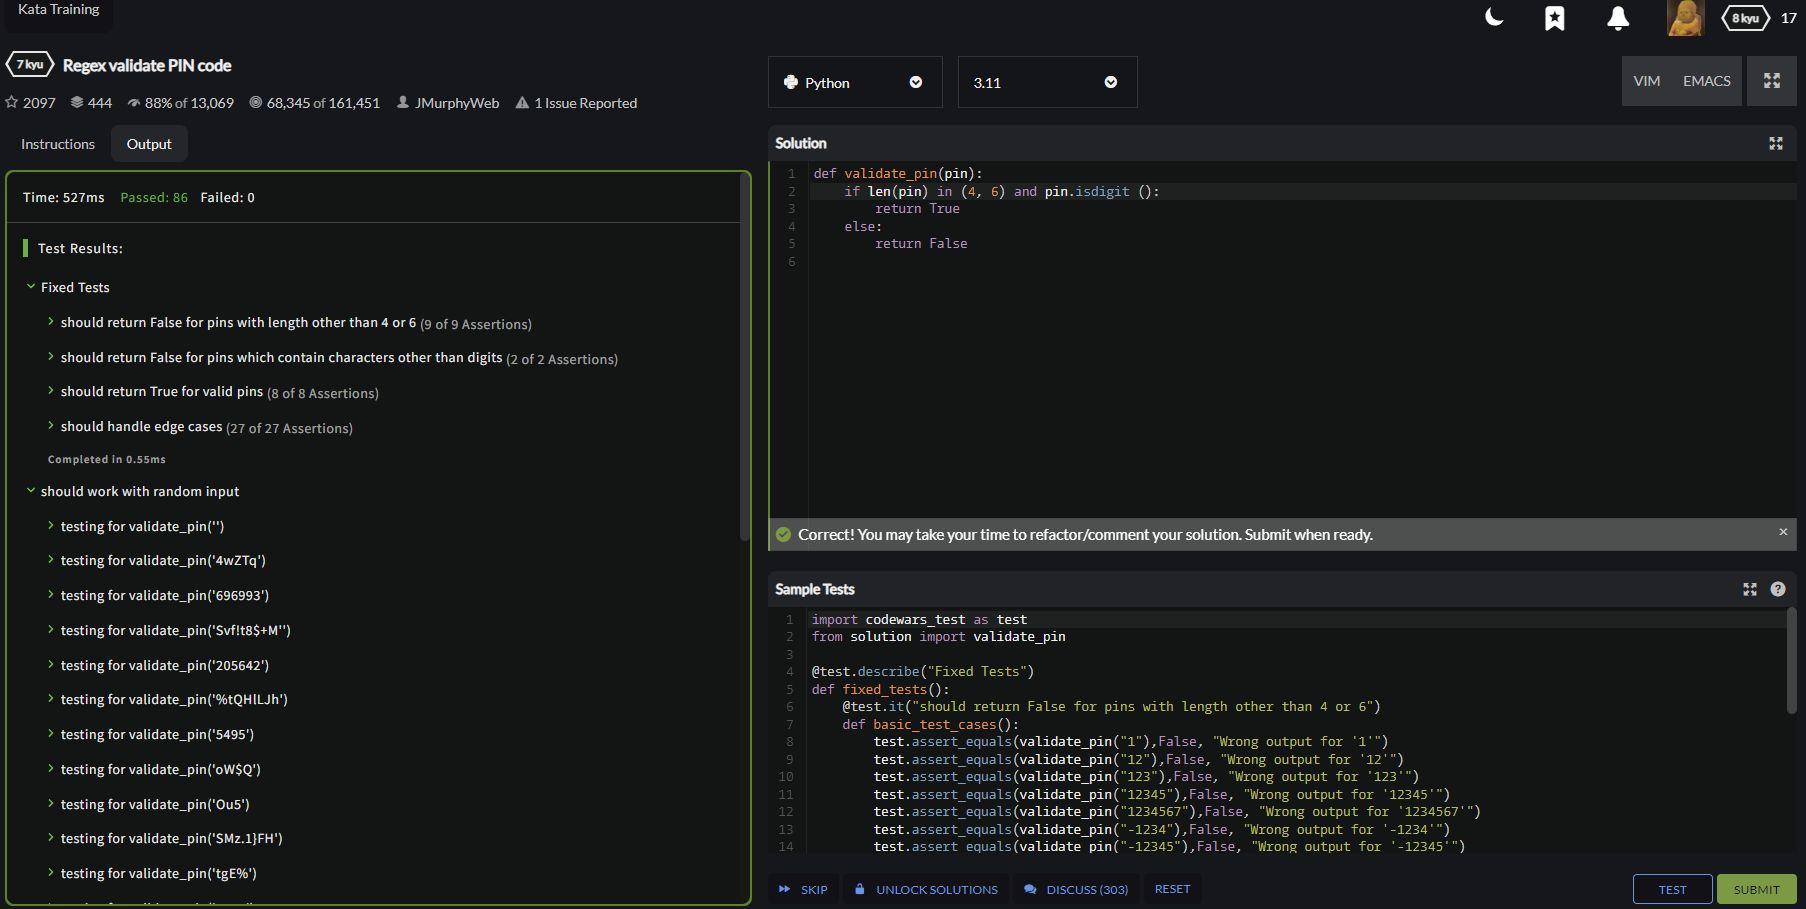 Kata Training
8 kyu 17
7 kyu Regex validate PIN code
2097 444 88% of 13,069 68,345 of 161,451 JMurphyWeb 1 Issue Reported
Instructions Output
Time: 527ms Passed: 86 Failed: 0
Test Results:
Fixed Tests
should return False for pins with length other than 4 or 6 (9 of 9 Assertions)
should return False for pins which contain characters other than digits (2 of 2 Assertions)
should return True for valid pins (8 of 8 Assertions)
should handle edge cases (27 of 27 Assertions)
Completed in 0.55ms
should work with random input
testing for validate_pin('')
testing for validate_pin('4wZTq')
testing for validate_pin('696993')
testing for validate_pin('Svf!t8$+M'')
testing for validate_pin('205642')
testing for validate_pin('%tQHlLJh')
testing for validate_pin('5495')
testing for validate_pin('oW$Q')
testing for validate_pin('Ou5')
testing for validate_pin('SMz.1}FH')
testing for validate_pin('tgE%')
Python 3.11 VIM EMACS
Solution
1 def validate_pin(pin):
2 if len(pin) in (4, 6) and pin.isdigit ():
3 return True
4 else:
5 return False
6
Correct! You may take your time to refactor/comment your solution. Submit when ready. ×
Sample Tests ?
1 import codewars_test as test
2 from solution import validate_pin
3
4 @test.describe("Fixed Tests")
5 def fixed_tests():
6 @test.it("should return False for pins with length other than 4 or 6")
7 def basic_test_cases():
8 test.assert_equals(validate_pin("1"),False, "Wrong output for '1'")
9 test.assert_equals(validate_pin("12"),False, "Wrong output for '12'")
10 test.assert_equals(validate_pin("123"),False, "Wrong output for '123'")
11 test.assert_equals(validate_pin("12345"),False, "Wrong output for '12345'")
12 test.assert_equals(validate_pin("1234567"),False, "Wrong output for '1234567'")
13 test.assert_equals(validate_pin("-1234"),False, "Wrong output for '-1234'")
14 test.assert_equals(validate_pin("-12345"),False, "Wrong output for '-12345'")
SKIP UNLOCK SOLUTIONS DISCUSS (303) RESET TEST SUBMIT